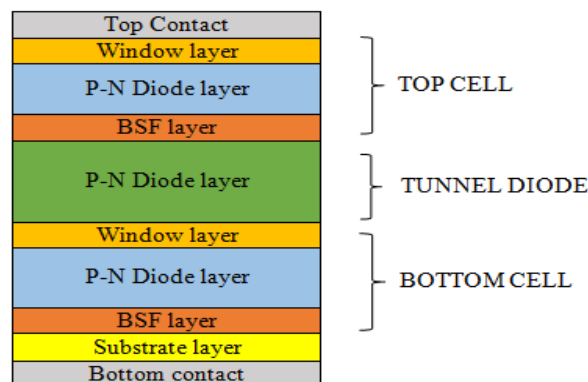 Top Contact
Window layer
P-N Diode layer
TOP CELL
BSF layer
P-N Diode layer
TUNNEL DIODE
Window layer
P-N Diode layer
BOTTOM CELL
BSF layer
Substrate layer
Bottom contact